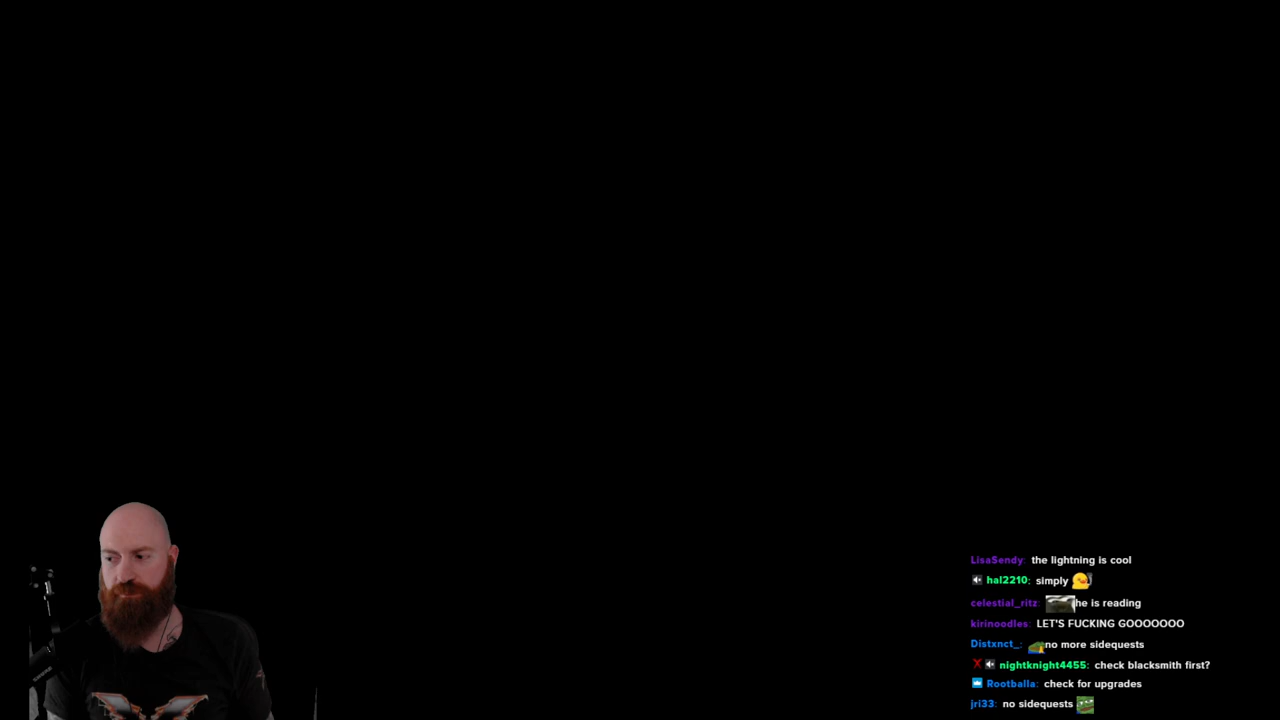 LisaSendy: the lightning is cool
hal2210: simply
celestial_ritz: he is reading
kirinoodles: LET'S FUCKING GOOOOOOO
Distxnct_: no more sidequests
nightknight4455: check blacksmith first?
Rootballa: check for upgrades
jri33: no sidequests